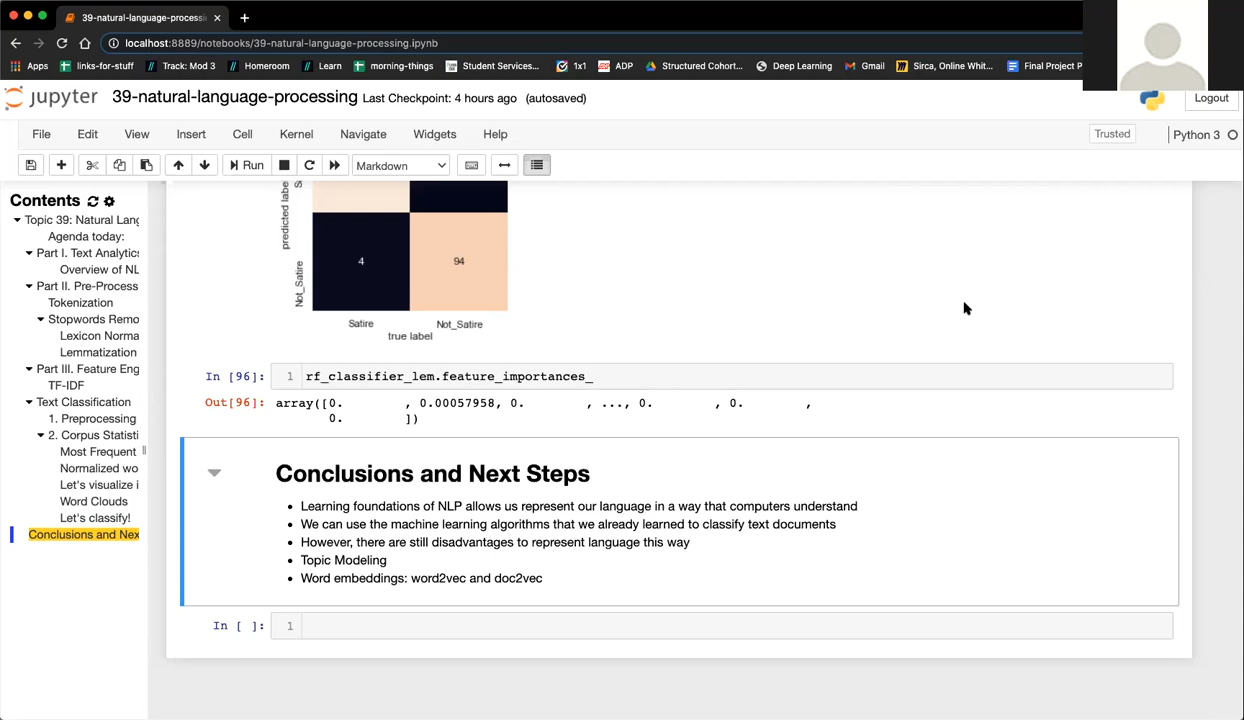 39-natural-language-processi
localhost:8889/notebooks/39-natural-language-processing.ipynb
Apps links-for-stuff Track: Mod 3 Homeroom Learn morning-things Student Services... 1x1 ADP Structured Cohort... Deep Learning Gmail Sirca, Online Whit... Final Project P
jupyter 39-natural-language-processing Last Checkpoint: 4 hours ago (autosaved) Logout
File Edit View Insert Cell Kernel Navigate Widgets Help Trusted Python 3
Run Markdown
Contents
Topic 39: Natural Lang
Agenda today:
Part I. Text Analytics
Overview of NL
Part II. Pre-Process
Tokenization
Stopwords Remo
Lexicon Norma
Lemmatization
Part III. Feature Eng
TF-IDF
Text Classification
1. Preprocessing
2. Corpus Statisti
Most Frequent
Normalized wo
Let's visualize i
Word Clouds
Let's classify!
Conclusions and Nex
predicted label
S
Not_Satire
4 94
Satire Not_Satire
true label
In [96]: 1 rf_classifier_lem.feature_importances_
Out[96]: array([0. , 0.00057958, 0. , ..., 0. , 0. ,
0. ])
Conclusions and Next Steps
• Learning foundations of NLP allows us represent our language in a way that computers understand
• We can use the machine learning algorithms that we already learned to classify text documents
• However, there are still disadvantages to represent language this way
• Topic Modeling
• Word embeddings: word2vec and doc2vec
In [ ]: 1